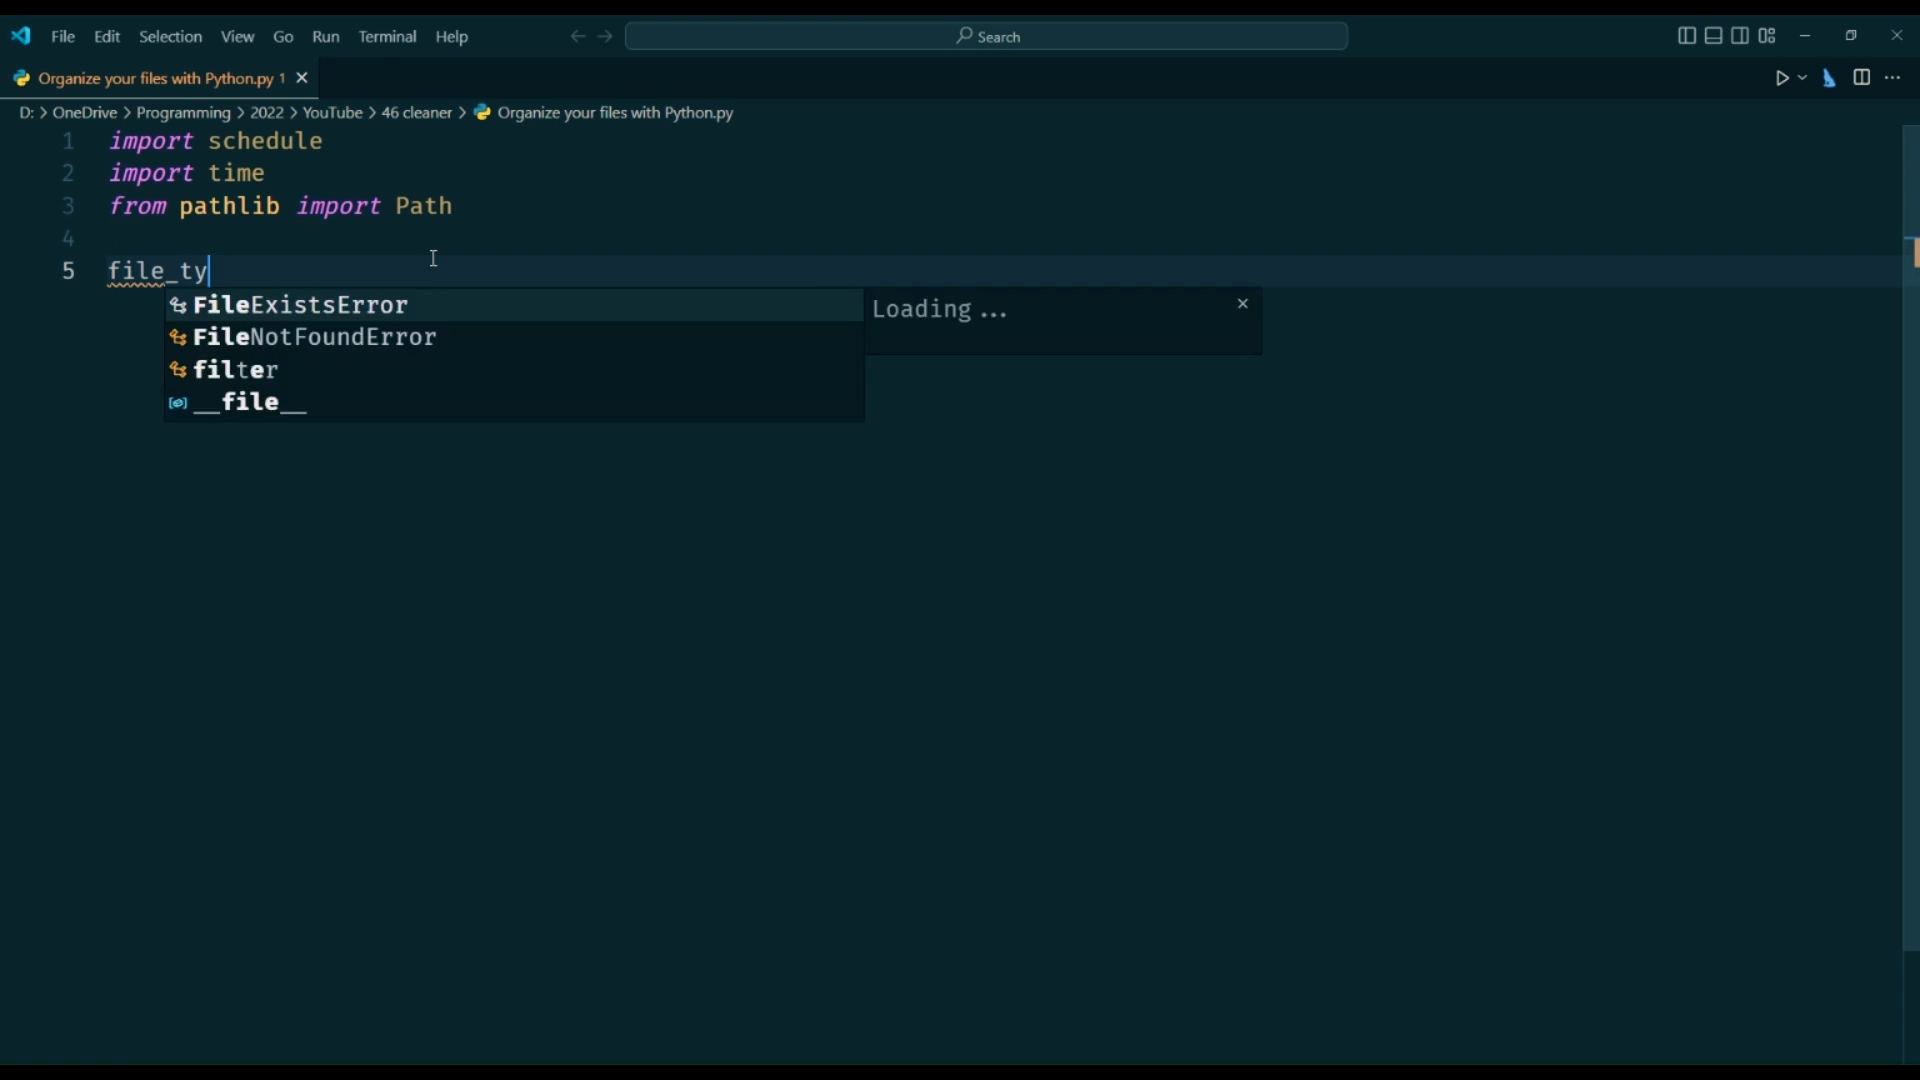 File Edit Selection View Go Run Terminal Help Search
Organize your files with Python.py 1
D: > OneDrive > Programming > 2022 > YouTube > 46 cleaner > Organize your files with Python.py
1 import schedule
2 import time
3 from pathlib import Path
4
5 file_ty
FileExistsError Loading...
FileNotFoundError
filter
__file__